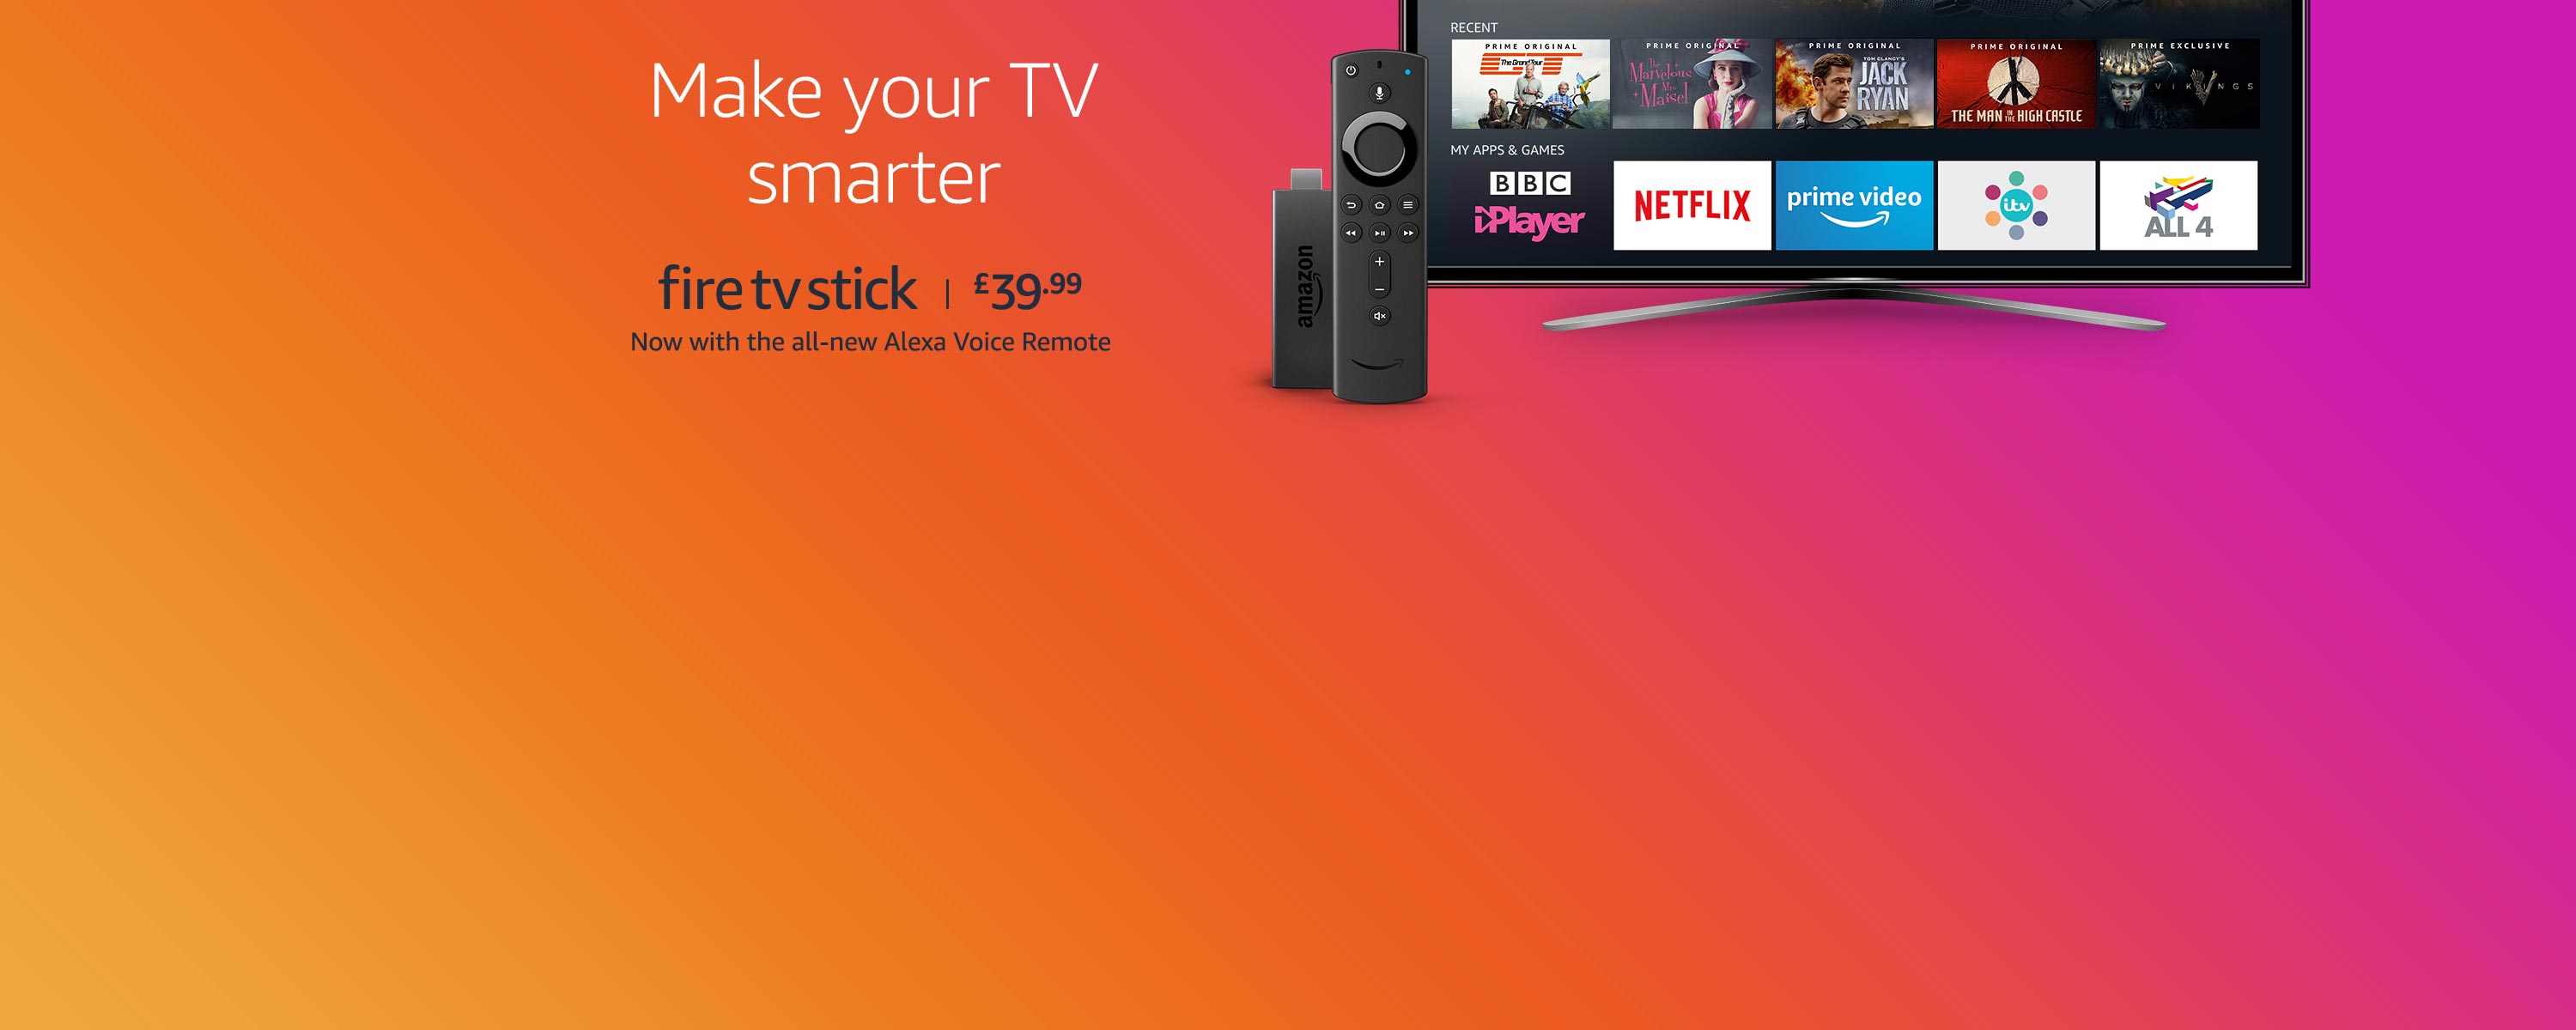 Make your TV
smarter
fire tv stick | £39.99
Now with the all-new Alexa Voice Remote
amazon
RECENT
PRIME ORIGINAL
The Grand Tour
PRIME ORIGINAL
The Marvelous Mrs. Maisel
PRIME ORIGINAL
TOM CLANCY'S
JACK
RYAN
PRIME ORIGINAL
THE MAN IN THE HIGH CASTLE
PRIME EXCLUSIVE
VIKINGS
MY APPS & GAMES
BBC
iPlayer
NETFLIX
prime video
itv
ALL 4